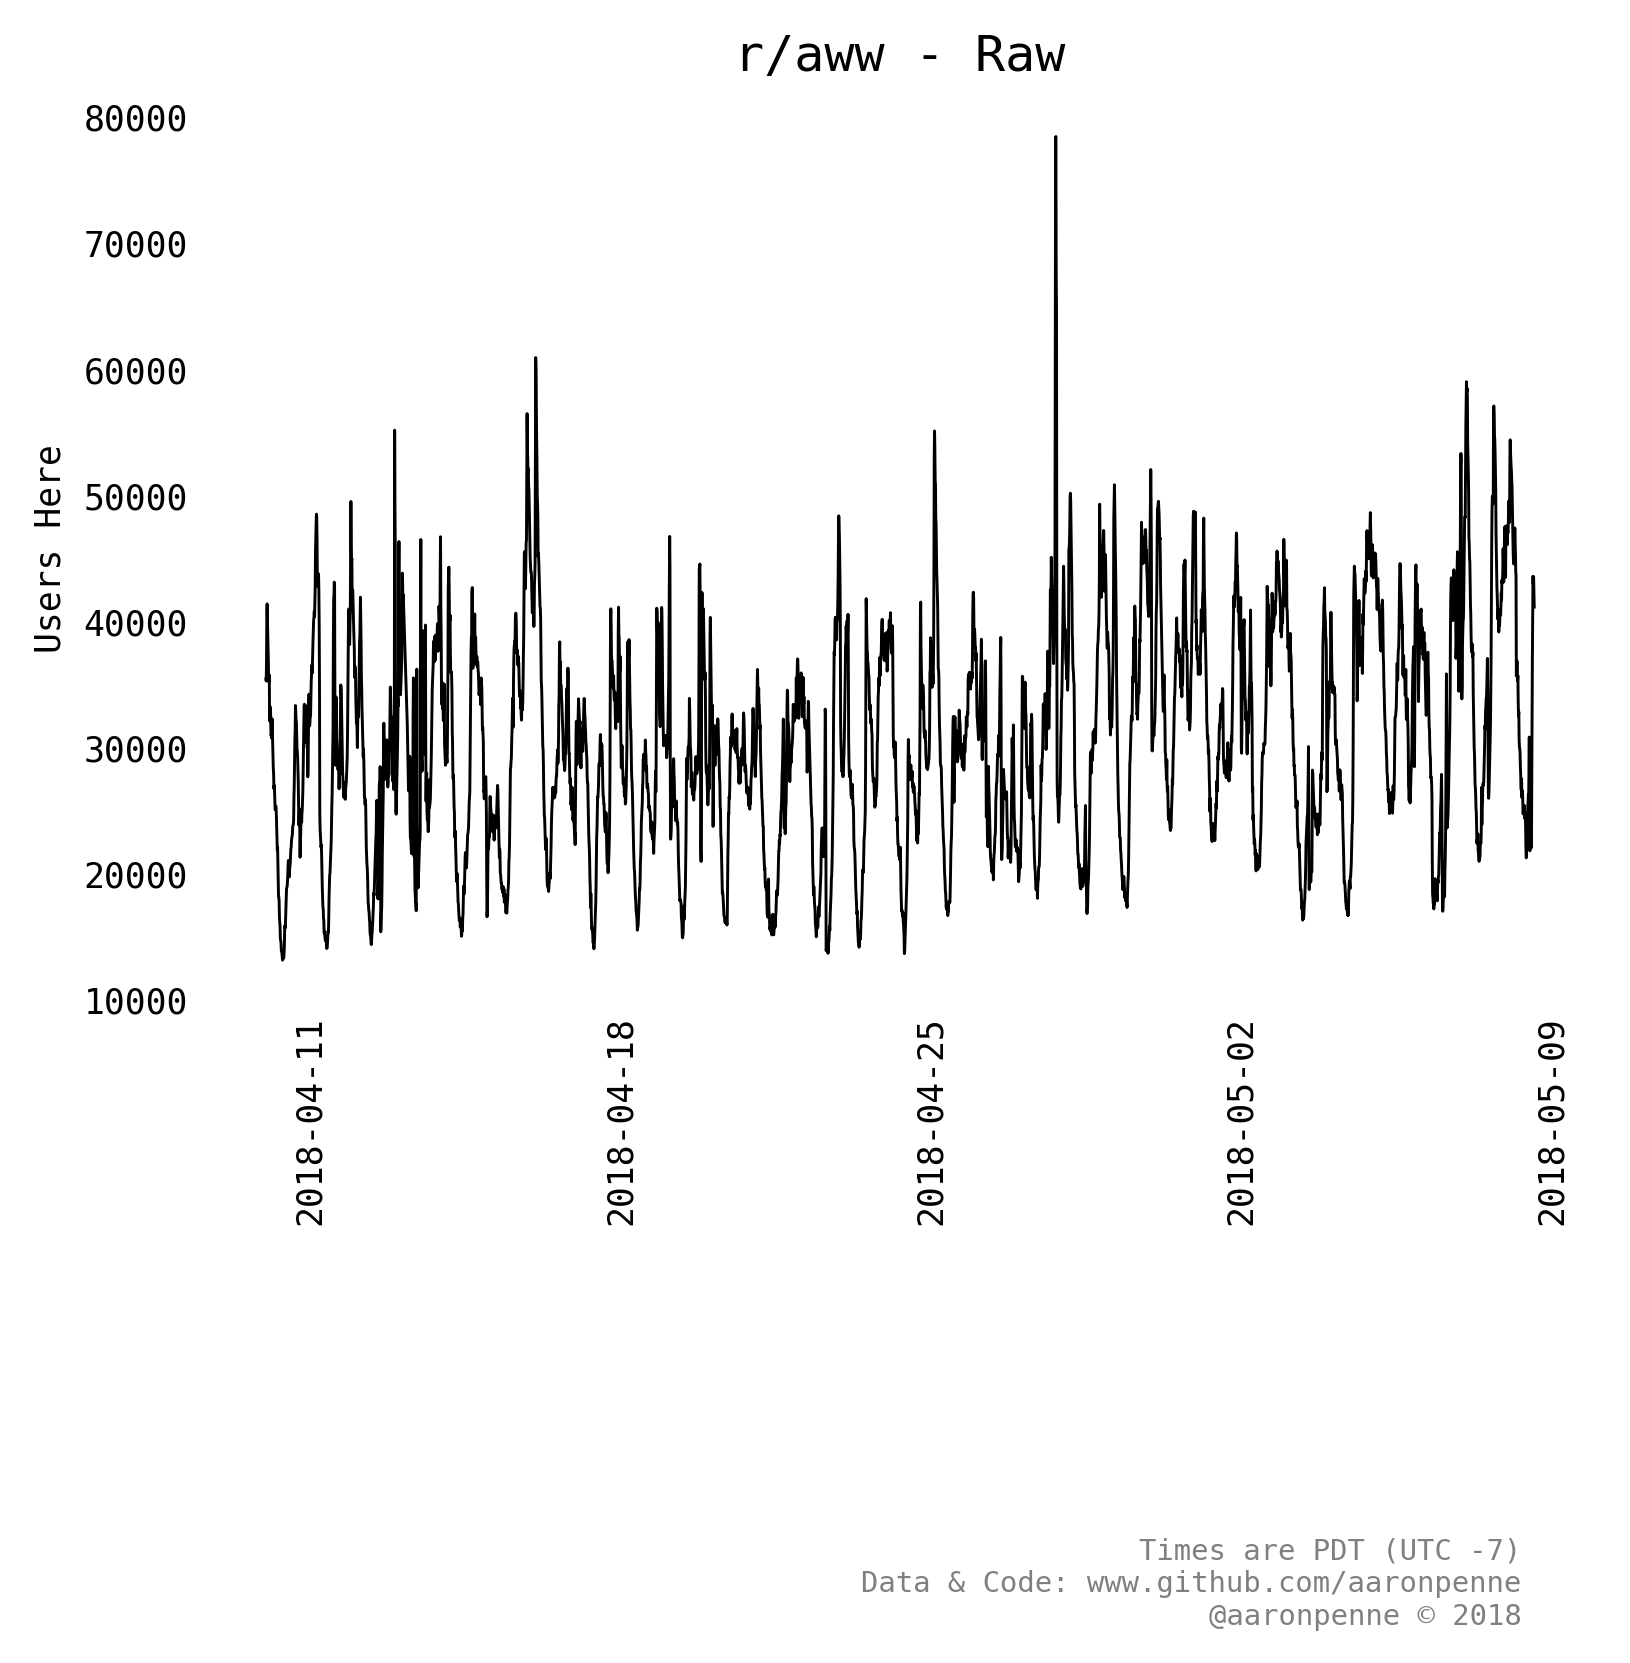 r/aww - Raw
80000
70000
60000
50000
40000
30000
20000
10000
Users Here
2018-04-11
2018-04-18
2018-04-25
2018-05-02
2018-05-09
Times are PDT (UTC -7)
Data & Code: www.github.com/aaronpenne
@aaronpenne © 2018